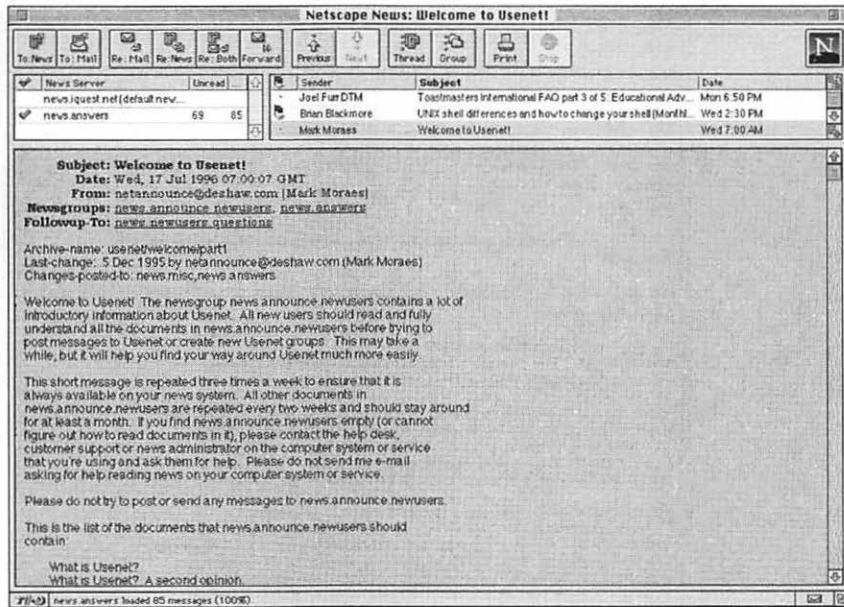 Netscape News: Welcome to Usenet!
To: News To: Mail Re: Mail Re: News Re: Both Forward Previous Next Thread Group Print Stop
N
News Server Unread ...
news.iquest.net (default new...
news.answers 69 85
Sender Subject Date
Joel Furr DTM Toastmasters International FAQ part 3 of 5: Educational Adv... Mon 6:50 PM
Brian Blackmore UNIX shell differences and how to change your shell (Monthl... Wed 2:30 PM
Mark Moraes Welcome to Usenet! Wed 7:00 AM
Subject: Welcome to Usenet!
Date: Wed, 17 Jul 1996 07:00:07 GMT
From: netannounce@deshaw.com (Mark Moraes)
Newsgroups: news.announce.newusers, news.answers
Followup-To: news.newusers.questions
Archive-name: usenet/welcome/part1
Last-change: 5 Dec 1995 by netannounce@deshaw.com (Mark Moraes)
Changes-posted-to: news.misc,news.answers
Welcome to Usenet! The newsgroup news.announce.newusers contains a lot of
introductory information about Usenet. All new users should read and fully
understand all the documents in news.announce.newusers before trying to
post messages to Usenet or create new Usenet groups. This may take a
while, but it will help you find your way around Usenet much more easily.
This short message is repeated three times a week to ensure that it is
always available on your news system. All other documents in
news.announce.newusers are repeated every two weeks and should stay around
for at least a month. If you find news.announce.newusers empty (or cannot
figure out how to read documents in it), please contact the help desk,
customer support or news administrator on the computer system or service
that you're using and ask them for help. Please do not send me e-mail
asking for help reading news on your computer system or service.
Please do not try to post or send any messages to news.announce.newusers.
This is the list of the documents that news.announce.newusers should
contain:
What is Usenet?
What is Usenet? A second opinion.
news.answers loaded 85 messages (100%)